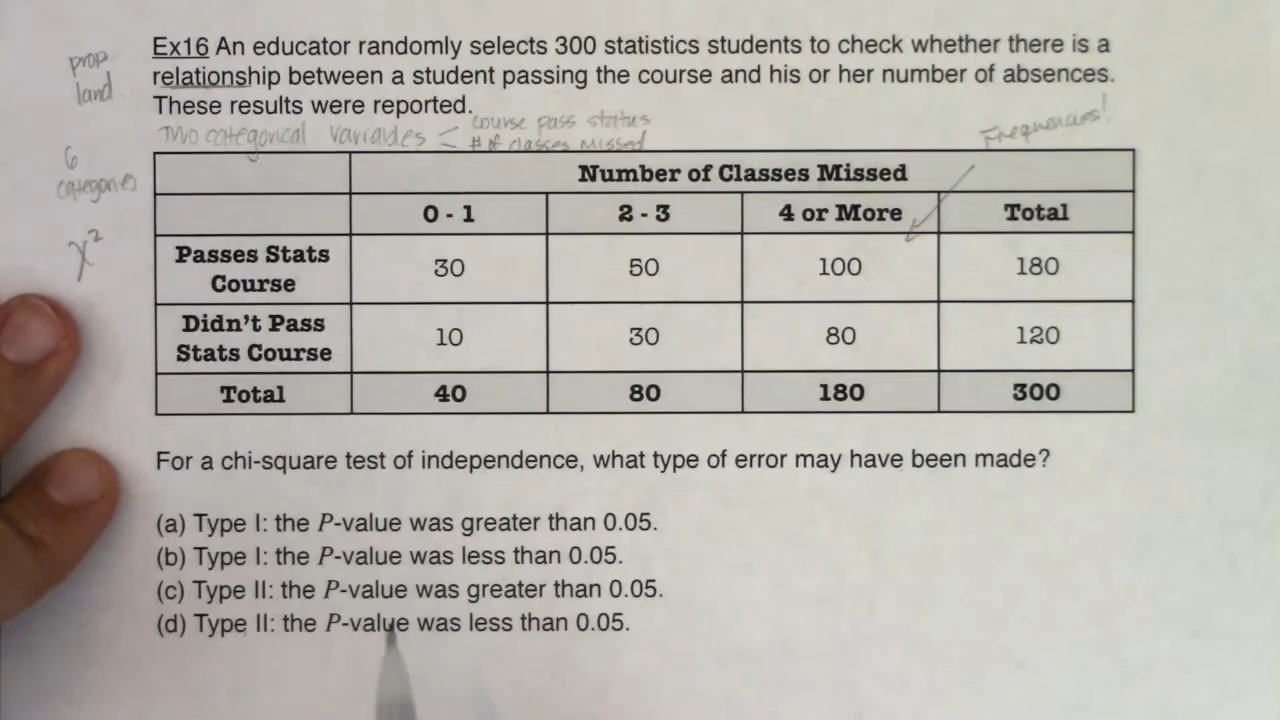 Ex16 An educator randomly selects 300 statistics students to check whether there is a
relationship between a student passing the course and his or her number of absences.
These results were reported.
prop
land
Two categorical variables < course pass status
# of classes missed
Frequencies!
6
categories
χ²
Number of Classes Missed
0 - 1 2 - 3 4 or More Total
Passes Stats
Course
30 50 100 180
Didn't Pass
Stats Course
10 30 80 120
Total 40 80 180 300
For a chi-square test of independence, what type of error may have been made?
(a) Type I: the P-value was greater than 0.05.
(b) Type I: the P-value was less than 0.05.
(c) Type II: the P-value was greater than 0.05.
(d) Type II: the P-value was less than 0.05.